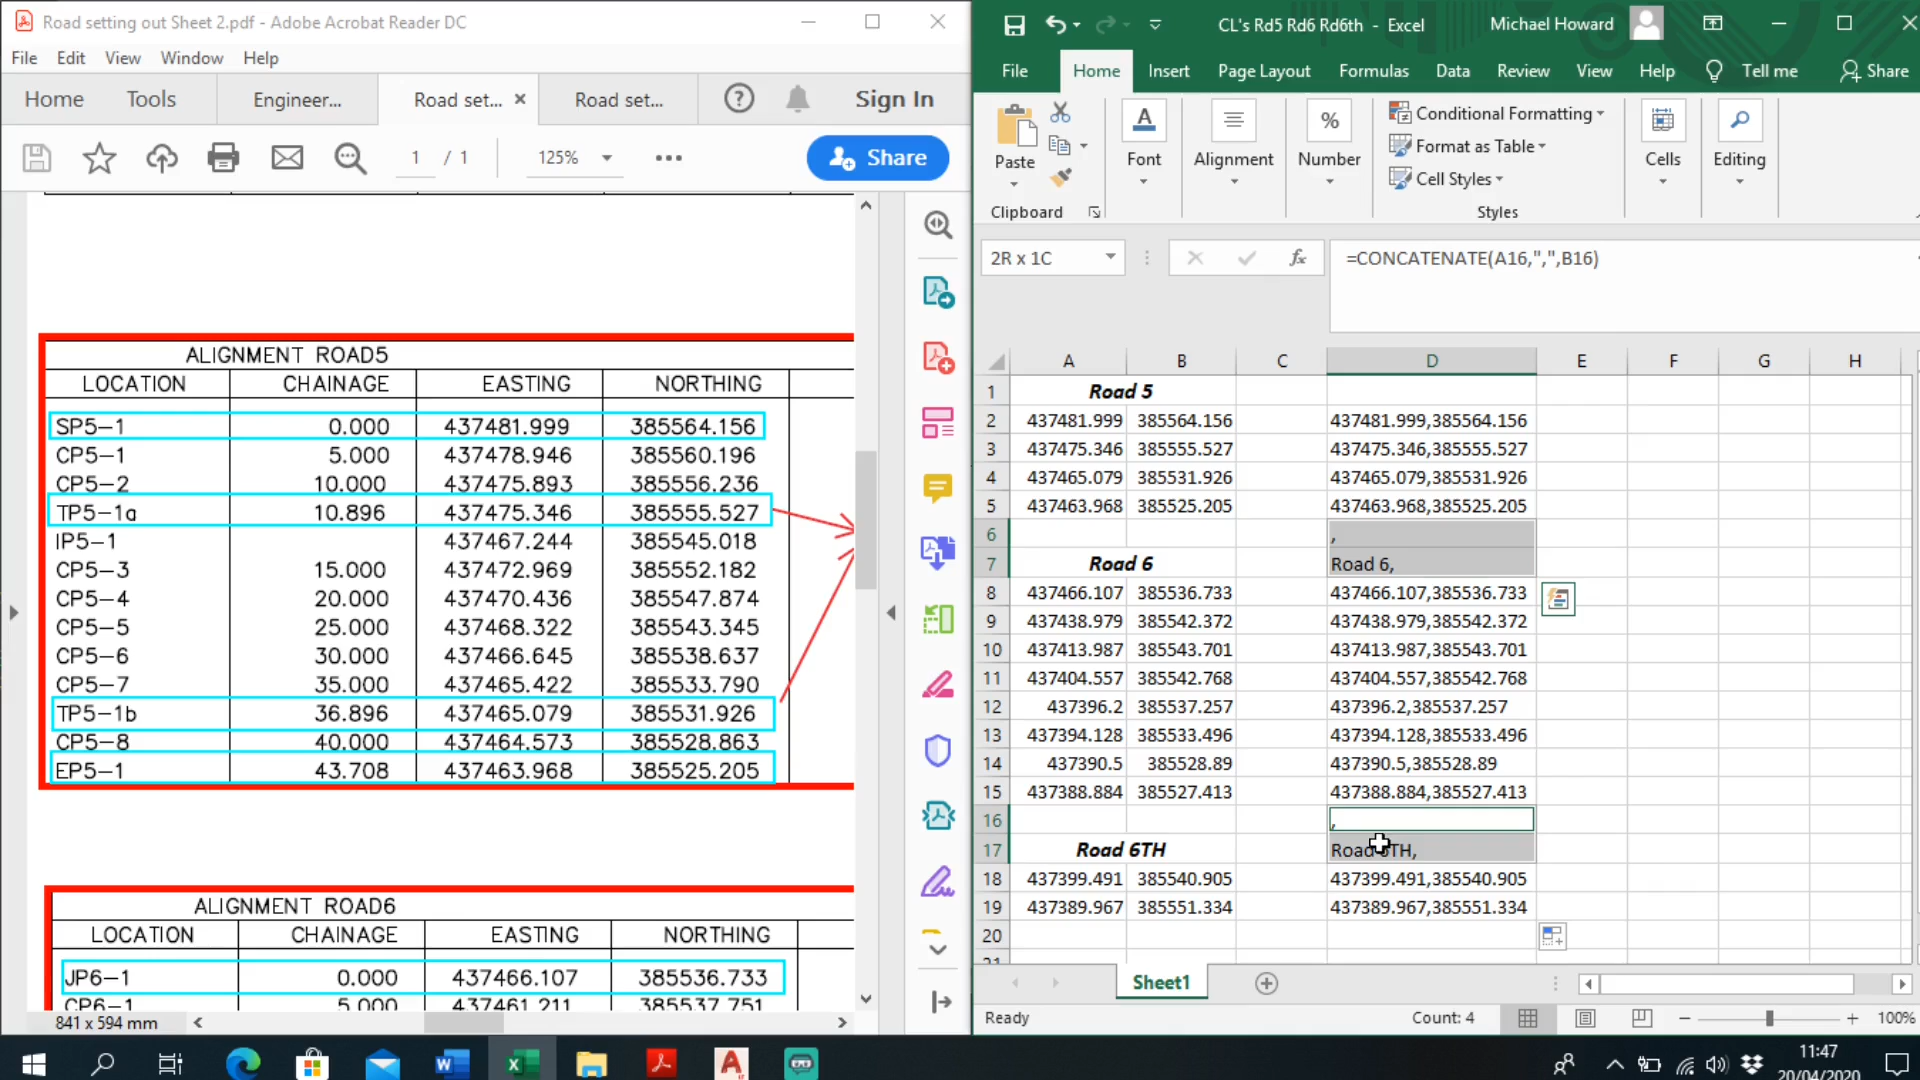 Road setting out Sheet 2.pdf - Adobe Acrobat Reader DC
File Edit View Window Help
Home Tools Engineer... Road set... × Road set... Sign In
1 / 1 125% Share
ALIGNMENT ROAD5
LOCATION CHAINAGE EASTING NORTHING
SP5-1 0.000 437481.999 385564.156
CP5-1 5.000 437478.946 385560.196
CP5-2 10.000 437475.893 385556.236
TP5-1a 10.896 437475.346 385555.527
IP5-1 437467.244 385545.018
CP5-3 15.000 437472.969 385552.182
CP5-4 20.000 437470.436 385547.874
CP5-5 25.000 437468.322 385543.345
CP5-6 30.000 437466.645 385538.637
CP5-7 35.000 437465.422 385533.790
TP5-1b 36.896 437465.079 385531.926
CP5-8 40.000 437464.573 385528.863
EP5-1 43.708 437463.968 385525.205
ALIGNMENT ROAD6
LOCATION CHAINAGE EASTING NORTHING
JP6-1 0.000 437466.107 385536.733
CP6-1 5.000 437461.211 385537.751
841 x 594 mm
CL's Rd5 Rd6 Rd6th - Excel Michael Howard
File Home Insert Page Layout Formulas Data Review View Help Tell me Share
Paste Font Alignment Number Conditional Formatting Format as Table Cell Styles Cells Editing
Clipboard Styles
2R x 1C fx =CONCATENATE(A16,",",B16)
A B C D E F G H
1 Road 5
2 437481.999 385564.156 437481.999,385564.156
3 437475.346 385555.527 437475.346,385555.527
4 437465.079 385531.926 437465.079,385531.926
5 437463.968 385525.205 437463.968,385525.205
6 ,
7 Road 6 Road 6,
8 437466.107 385536.733 437466.107,385536.733
9 437438.979 385542.372 437438.979,385542.372
10 437413.987 385543.701 437413.987,385543.701
11 437404.557 385542.768 437404.557,385542.768
12 437396.2 385537.257 437396.2,385537.257
13 437394.128 385533.496 437394.128,385533.496
14 437390.5 385528.89 437390.5,385528.89
15 437388.884 385527.413 437388.884,385527.413
16 ,
17 Road 6TH Road 6TH,
18 437399.491 385540.905 437399.491,385540.905
19 437389.967 385551.334 437389.967,385551.334
20
21
Sheet1
Ready Count: 4 100%
11:47
20/04/2020